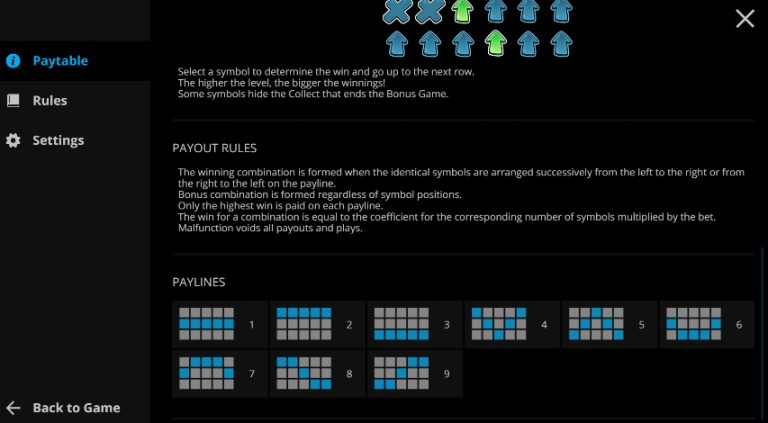 Paytable
Rules
Settings
Back to Game
Select a symbol to determine the win and go up to the next row.
The higher the level, the bigger the winnings!
Some symbols hide the Collect that ends the Bonus Game.
PAYOUT RULES
The winning combination is formed when the identical symbols are arranged successively from the left to the right or from
the right to the left on the payline.
Bonus combination is formed regardless of symbol positions.
Only the highest win is paid on each payline.
The win for a combination is equal to the coefficient for the corresponding number of symbols multiplied by the bet.
Malfunction voids all payouts and plays.
PAYLINES
1 2 3 4 5 6
7 8 9